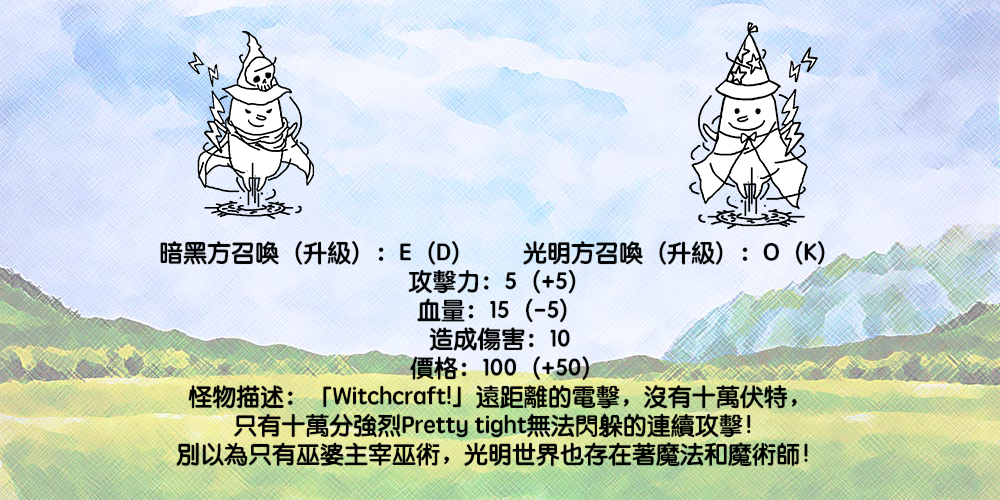 暗黑方召喚（升級）：E（D）　　光明方召喚（升級）：O（K）
攻擊力：5（+5）
血量：15（-5）
造成傷害：10
價格：100（+50）
怪物描述：「Witchcraft!」遠距離的電擊，沒有十萬伏特，
只有十萬分強烈Pretty tight無法閃躲的連續攻擊！
別以為只有巫婆主宰巫術，光明世界也存在著魔法和魔術師！